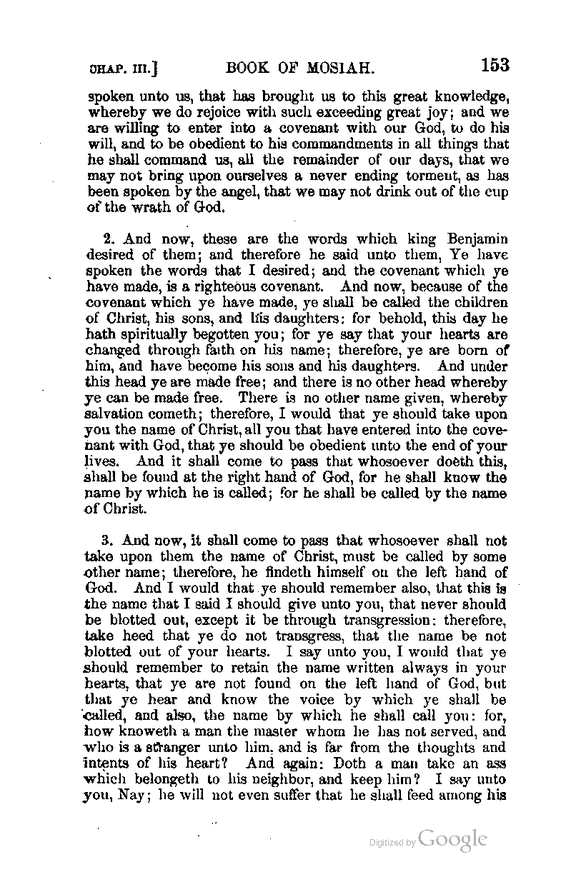 CHAP. III.] BOOK OF MOSIAH. 153
spoken unto us, that has brought us to this great knowledge,
whereby we do rejoice with such exceeding great joy; and we
are willing to enter into a covenant with our God, to do his
will, and to be obedient to his commandments in all things that
he shall command us, all the remainder of our days, that we
may not bring upon ourselves a never ending torment, as has
been spoken by the angel, that we may not drink out of the cup
of the wrath of God.
2. And now, these are the words which king Benjamin
desired of them; and therefore he said unto them, Ye have
spoken the words that I desired; and the covenant which ye
have made, is a righteous covenant. And now, because of the
covenant which ye have made, ye shall be called the children
of Christ, his sons, and his daughters: for behold, this day he
hath spiritually begotten you; for ye say that your hearts are
changed through faith on his name; therefore, ye are born of
him, and have become his sons and his daughters. And under
this head ye are made free; and there is no other head whereby
ye can be made free. There is no other name given, whereby
salvation cometh; therefore, I would that ye should take upon
you the name of Christ, all you that have entered into the cove-
nant with God, that ye should be obedient unto the end of your
lives. And it shall come to pass that whosoever doeth this,
shall be found at the right hand of God, for he shall know the
name by which he is called; for he shall be called by the name
of Christ.
3. And now, it shall come to pass that whosoever shall not
take upon them the name of Christ, must be called by some
other name; therefore, he findeth himself on the left hand of
God. And I would that ye should remember also, that this is
the name that I said I should give unto you, that never should
be blotted out, except it be through transgression: therefore,
take heed that ye do not transgress, that the name be not
blotted out of your hearts. I say unto you, I would that ye
should remember to retain the name written always in your
hearts, that ye are not found on the left hand of God, but
that ye hear and know the voice by which ye shall be
called, and also, the name by which he shall call you: for,
how knoweth a man the master whom he has not served, and
who is a stranger unto him, and is far from the thoughts and
intents of his heart? And again: Doth a man take an ass
which belongeth to his neighbor, and keep him? I say unto
you, Nay; he will not even suffer that he shall feed among his
Digitized by Google